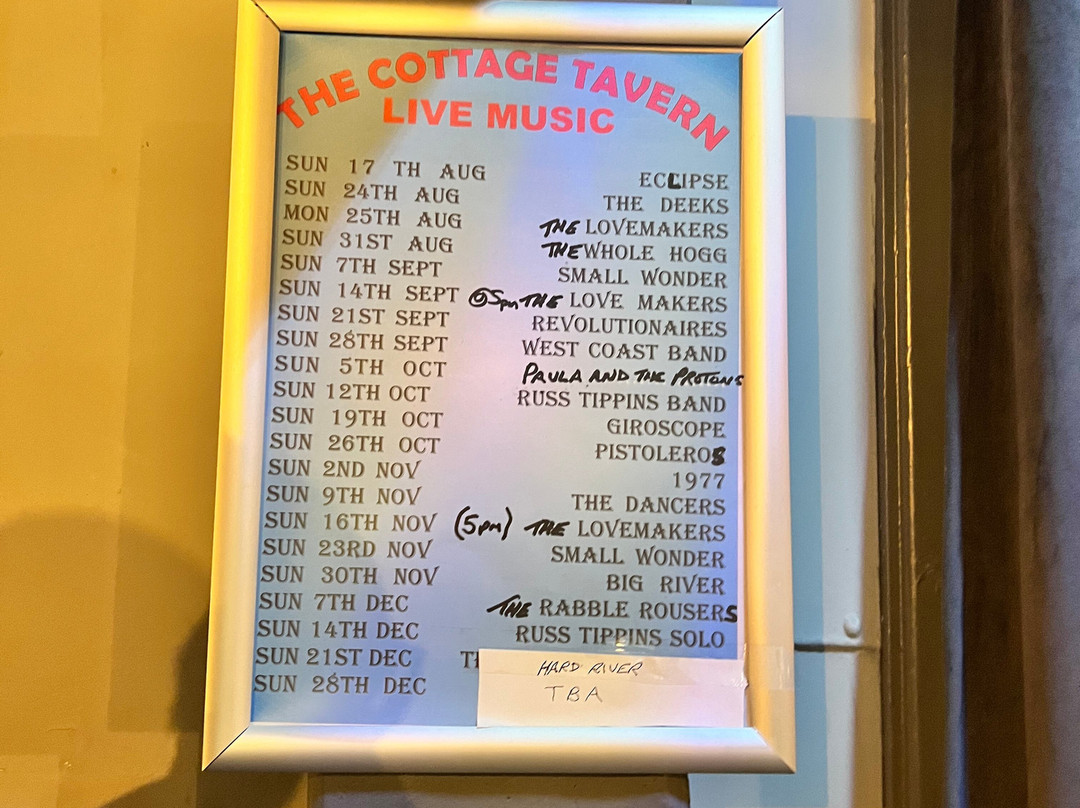 THE COTTAGE TAVERN
LIVE MUSIC
SUN 17 TH AUG ECLIPSE
SUN 24TH AUG THE DEEKS
MON 25TH AUG THE LOVEMAKERS
SUN 31ST AUG THE WHOLE HOGG
SUN 7TH SEPT SMALL WONDER
SUN 14TH SEPT @5pm THE LOVE MAKERS
SUN 21ST SEPT REVOLUTIONAIRES
SUN 28TH SEPT WEST COAST BAND
SUN 5TH OCT PAULA AND THE PROTONS
SUN 12TH OCT RUSS TIPPINS BAND
SUN 19TH OCT GIROSCOPE
SUN 26TH OCT PISTOLEROS
SUN 2ND NOV 1977
SUN 9TH NOV THE DANCERS
SUN 16TH NOV (5pm) THE LOVEMAKERS
SUN 23RD NOV SMALL WONDER
SUN 30TH NOV BIG RIVER
SUN 7TH DEC THE RABBLE ROUSERS
SUN 14TH DEC RUSS TIPPINS SOLO
SUN 21ST DEC HARD RIVER
SUN 28TH DEC TBA